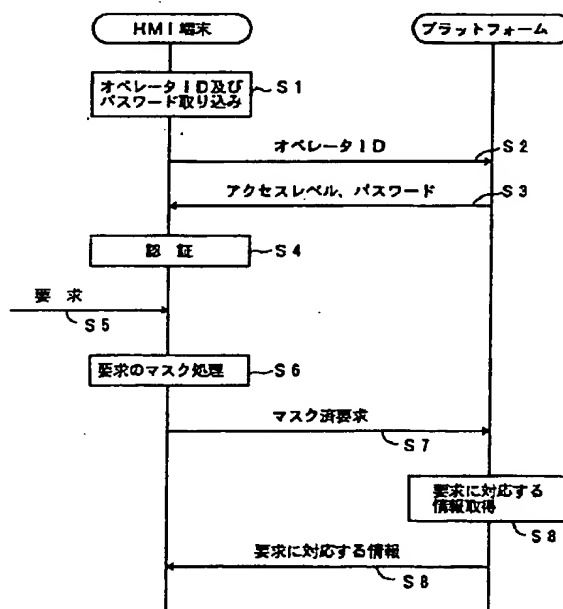 HMI端末
プラットフォーム
オペレータID及び
パスワード取り込み
S1
オペレータID
S2
アクセスレベル、パスワード
S3
認 証
S4
要 求
S5
要求のマスク処理
S6
マスク済要求
S7
要求に対応する
情報取得
S8
要求に対応する情報
S8